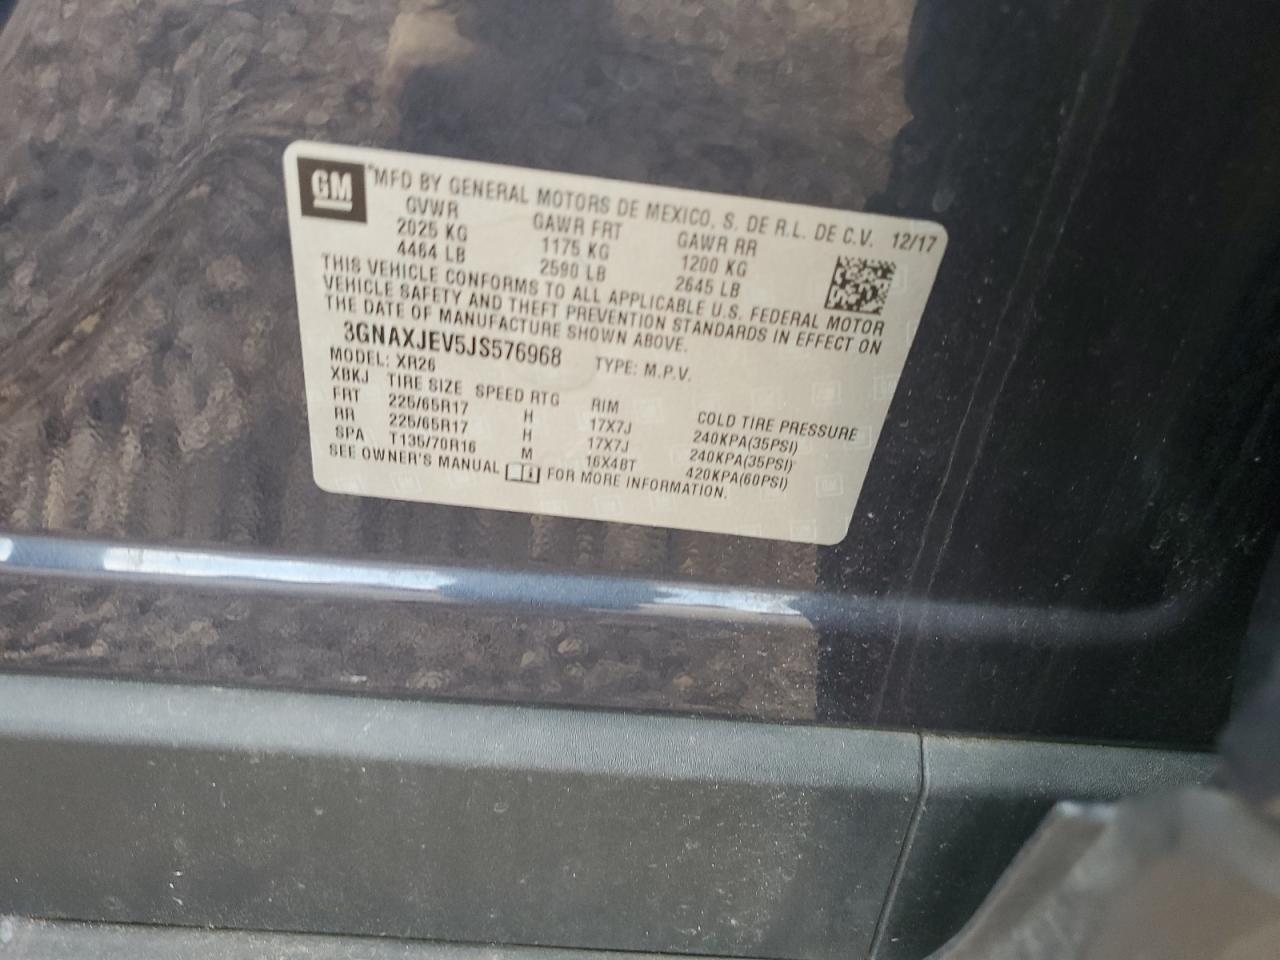 GM
*MFD BY GENERAL MOTORS DE MEXICO, S. DE R.L. DE C.V. 12/17
GVWR GAWR FRT GAWR RR
2025 KG 1175 KG 1200 KG
4464 LB 2590 LB 2645 LB
THIS VEHICLE CONFORMS TO ALL APPLICABLE U.S. FEDERAL MOTOR
VEHICLE SAFETY AND THEFT PREVENTION STANDARDS IN EFFECT ON
THE DATE OF MANUFACTURE SHOWN ABOVE.
3GNAXJEV5JS576968 TYPE: M.P.V.
MODEL: XR26
XBKJ TIRE SIZE SPEED RTG RIM COLD TIRE PRESSURE
FRT 225/65R17 H 17X7J 240KPA(35PSI)
RR 225/65R17 H 17X7J 240KPA(35PSI)
SPA T135/70R16 M 16X4BT 420KPA(60PSI)
SEE OWNER'S MANUAL FOR MORE INFORMATION.